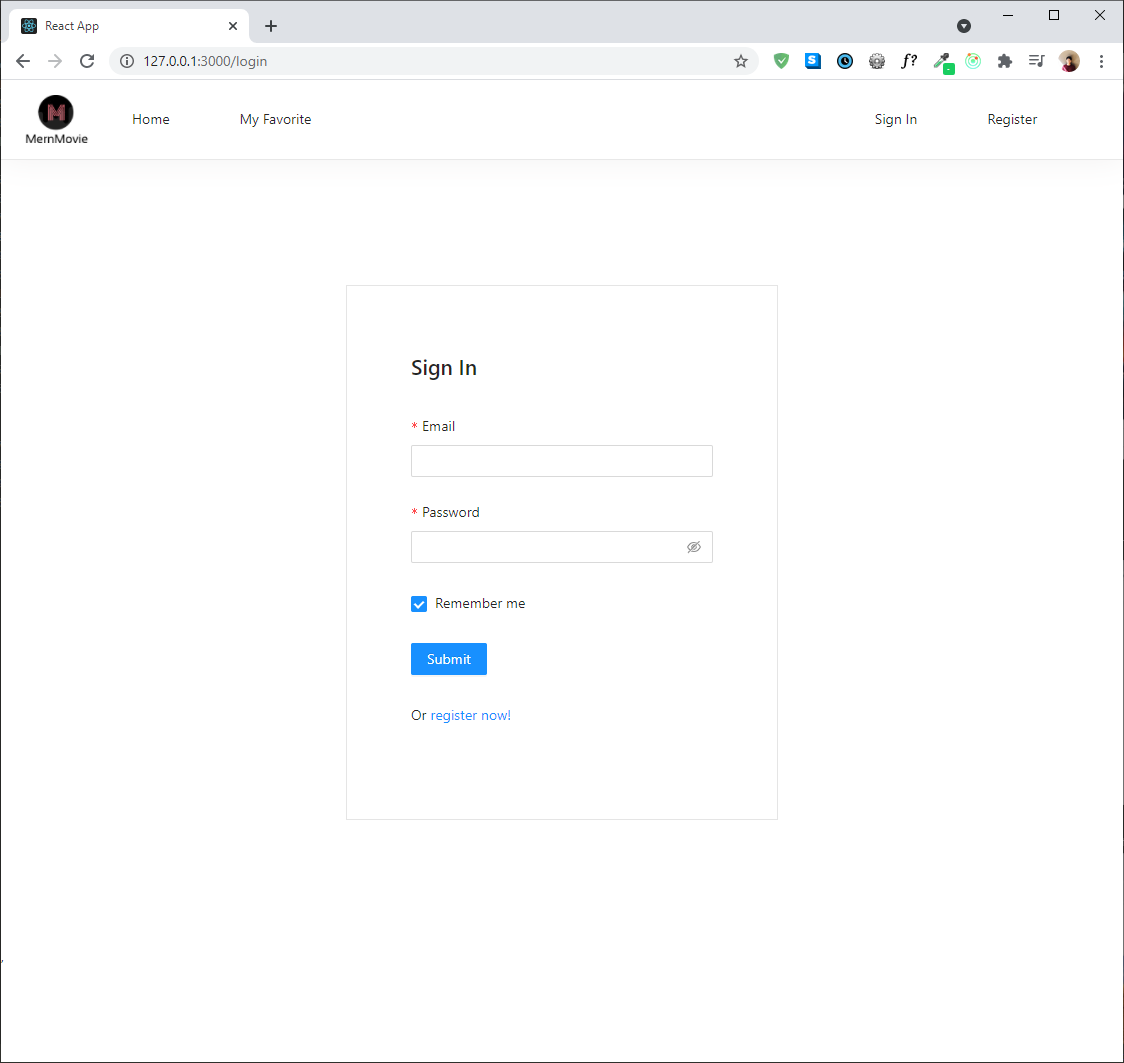 React App
127.0.0.1:3000/login
S
f?
M
MernMovie
Home
My Favorite
Sign In
Register
Sign In
* Email
* Password
Remember me
Submit
Or register now!